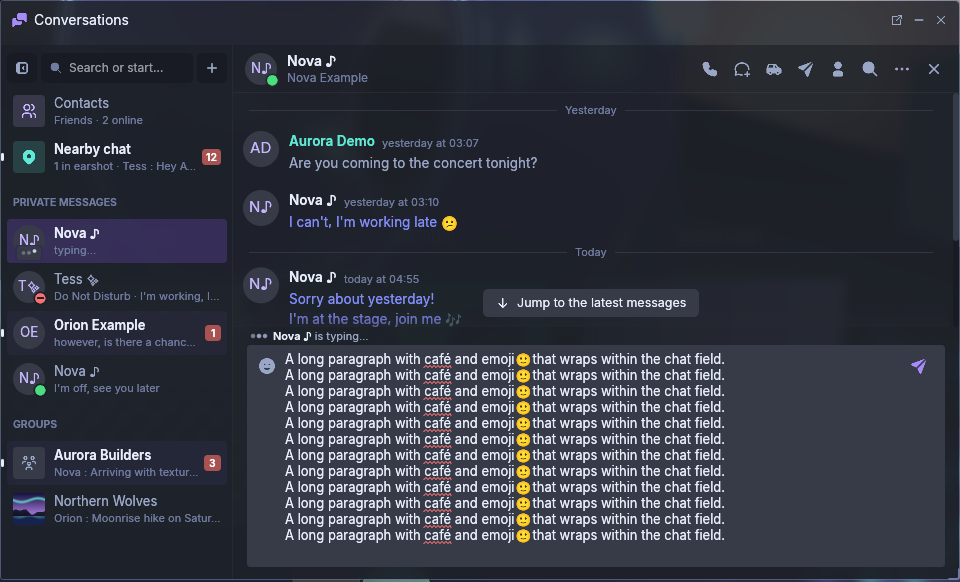 Conversations
Search or start...
Contacts
Friends · 2 online
Nearby chat
1 in earshot · Tess : Hey A...
12
PRIVATE MESSAGES
N♪
Nova ♪
typing...
T✨
Tess ✨
Do Not Disturb · I'm working, I...
OE
Orion Example
however, is there a chanc...
1
N♪
Nova ♪
I'm off, see you later
GROUPS
Aurora Builders
Nova : Arriving with textur...
3
Northern Wolves
Orion : Moonrise hike on Satur...
N♪
Nova ♪
Nova Example
Yesterday
AD
Aurora Demo yesterday at 03:07
Are you coming to the concert tonight?
N♪
Nova ♪ yesterday at 03:10
I can't, I'm working late 😕
Today
N♪
Nova ♪ today at 04:55
Sorry about yesterday!
I'm at the stage, join me 🎶
Jump to the latest messages
Nova ♪ is typing...
A long paragraph with café and emoji🙂that wraps within the chat field.
A long paragraph with café and emoji🙂that wraps within the chat field.
A long paragraph with café and emoji🙂that wraps within the chat field.
A long paragraph with café and emoji🙂that wraps within the chat field.
A long paragraph with café and emoji🙂that wraps within the chat field.
A long paragraph with café and emoji🙂that wraps within the chat field.
A long paragraph with café and emoji🙂that wraps within the chat field.
A long paragraph with café and emoji🙂that wraps within the chat field.
A long paragraph with café and emoji🙂that wraps within the chat field.
A long paragraph with café and emoji🙂that wraps within the chat field.
A long paragraph with café and emoji🙂that wraps within the chat field.
A long paragraph with café and emoji🙂that wraps within the chat field.